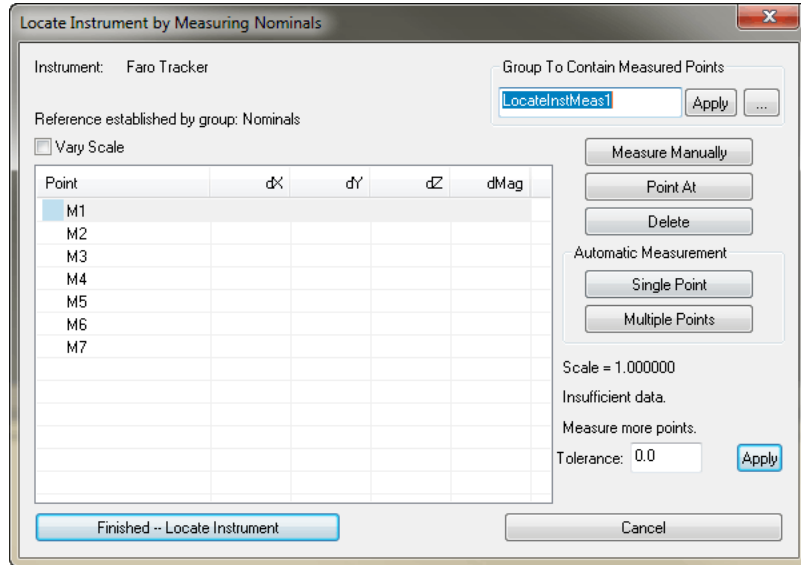 Locate Instrument by Measuring Nominals
Instrument: Faro Tracker
Group To Contain Measured Points
LocateInstMeas1 Apply ...
Reference established by group: Nominals
Vary Scale
Measure Manually
Point dX dY dZ dMag
Point At
M1
Delete
M2
M3
Automatic Measurement
M4
Single Point
M5
M6
Multiple Points
M7
Scale = 1.000000
Insufficient data.
Measure more points.
Tolerance: 0.0 Apply
Finished -- Locate Instrument Cancel